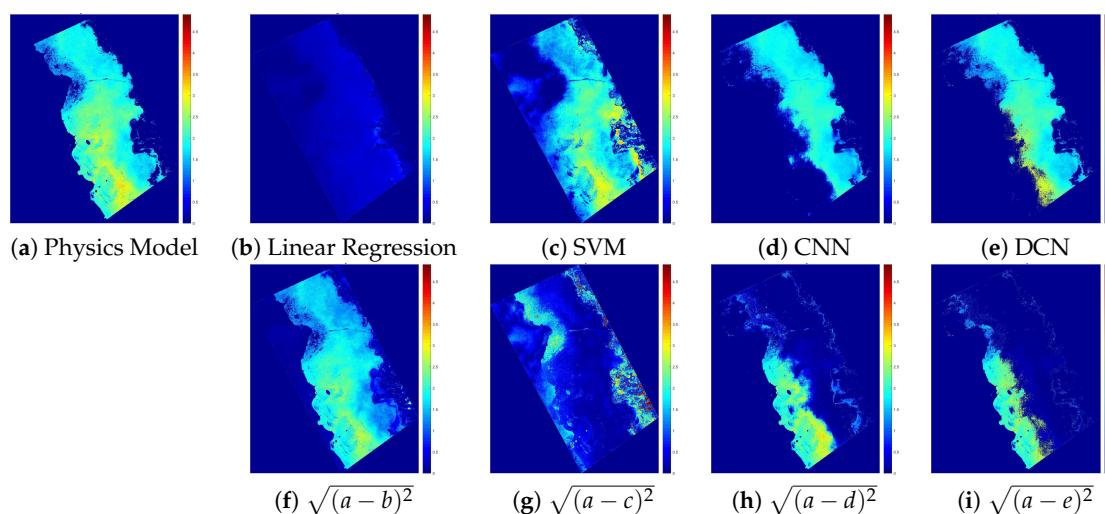 (a) Physics Model (b) Linear Regression (c) SVM (d) CNN (e) DCN
(f) √(a − b)² (g) √(a − c)² (h) √(a − d)² (i) √(a − e)²